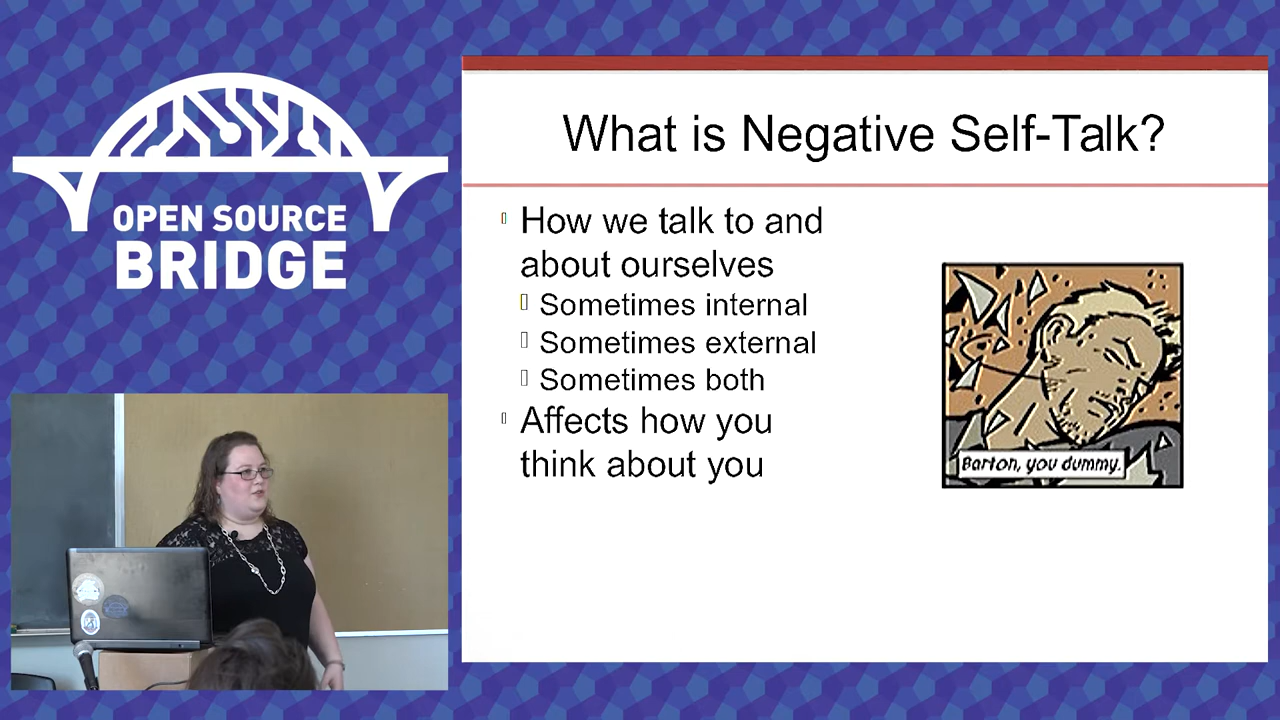 OPEN SOURCE
BRIDGE
What is Negative Self-Talk?
How we talk to and
about ourselves
Sometimes internal
Sometimes external
Sometimes both
Affects how you
think about you
Barton, you dummy.